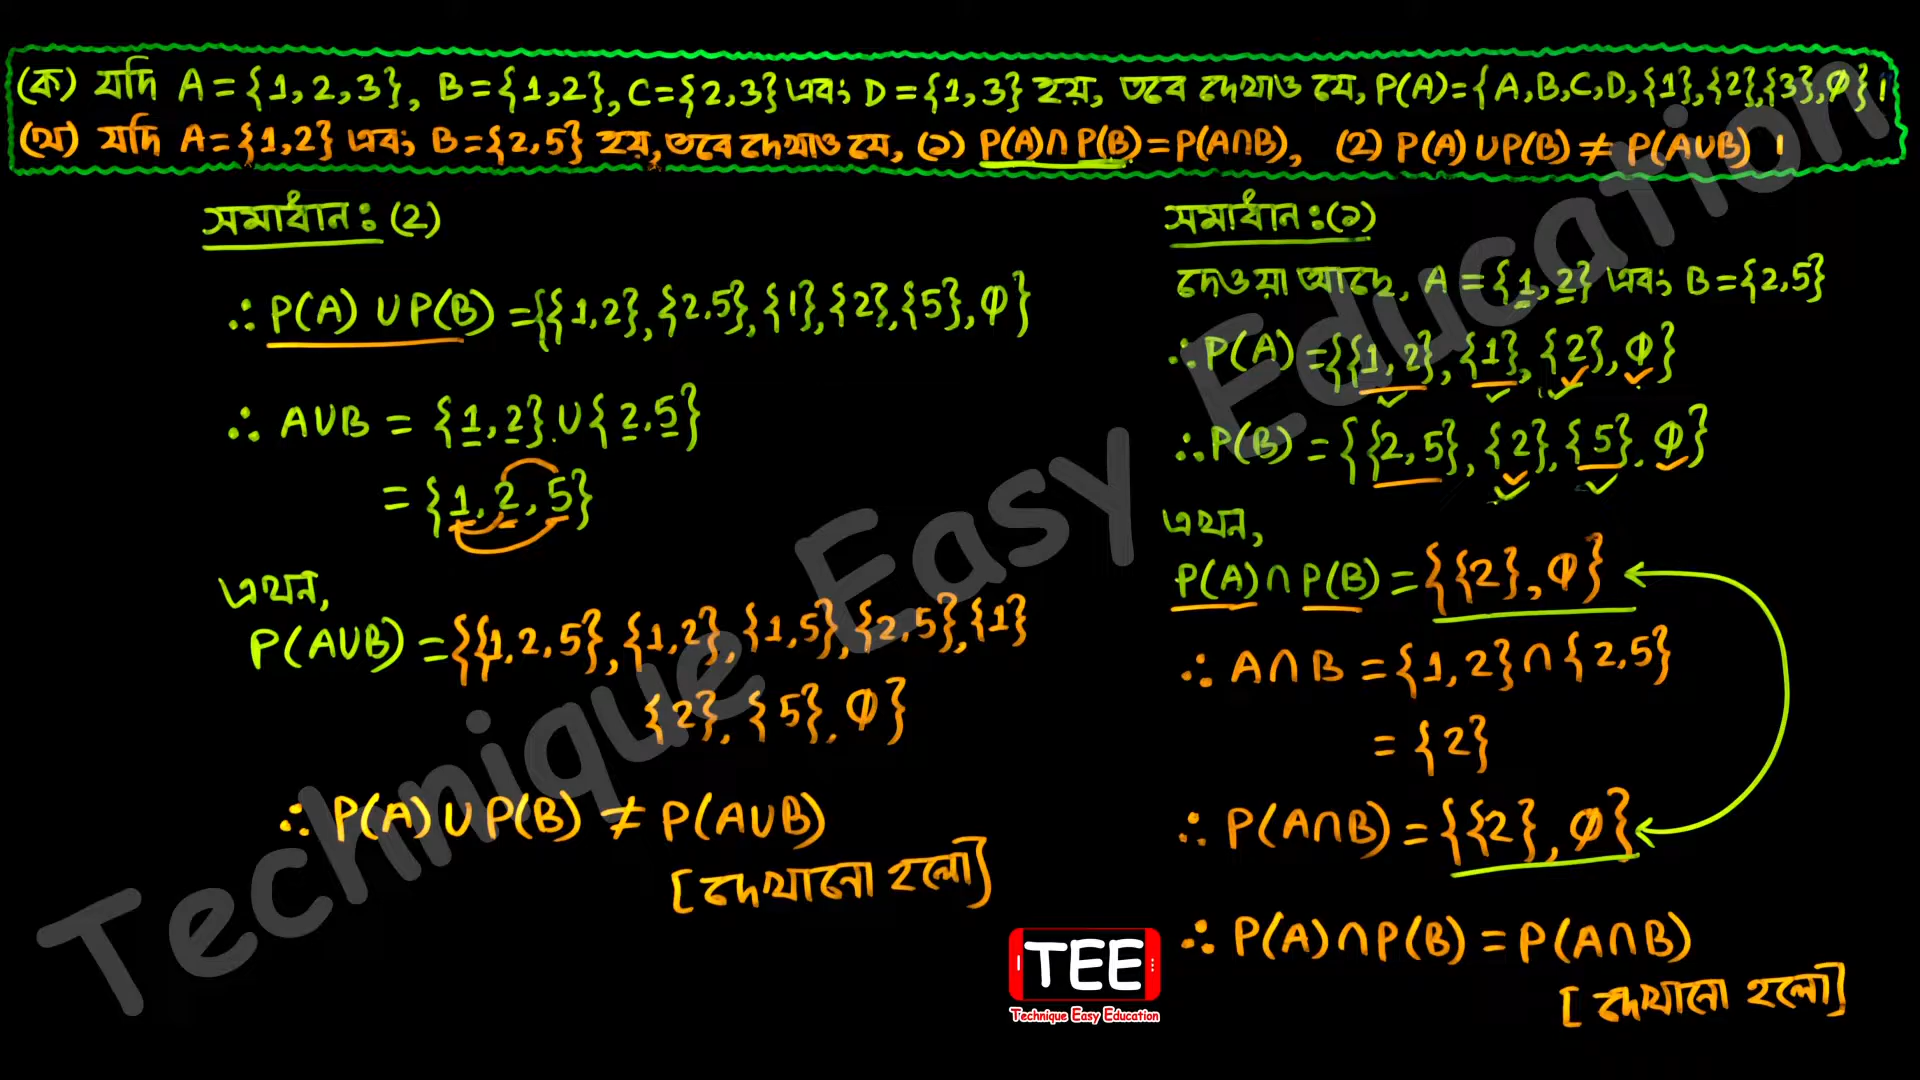 (ক) যদি A = {1, 2, 3}, B = {1,2}, C = {2,3} এবং D = {1,3} হয়, তবে দেখাও যে, P(A) = {A, B, C, D, {1}, {2}, {3}, Φ} ।
(খ) যদি A = {1,2} এবং B = {2,5} হয়, তবে দেখাও যে, (১) P(A)∩P(B) = P(A∩B), (2) P(A)∪P(B) ≠ P(A∪B) ।
সমাধান : (2)
∴ P(A) ∪ P(B) = {{1,2}, {2,5}, {1}, {2}, {5}, Φ}
∴ A∪B = {1,2} ∪ {2,5}
= {1, 2, 5}
এখন,
P(A∪B) = {{1,2,5}, {1,2}, {1,5}, {2,5}, {1}
{2}, {5}, Φ}
∴ P(A)∪P(B) ≠ P(A∪B)
[দেখানো হলো]
সমাধান : (১)
দেওয়া আছে, A = {1,2} এবং B = {2,5}
∴ P(A) = {{1,2}, {1}, {2}, Φ}
∴ P(B) = {{2,5}, {2}, {5}, Φ}
এখন,
P(A)∩P(B) = {{2}, Φ}
∴ A∩B = {1,2}∩{2,5}
= {2}
∴ P(A∩B) = {{2}, Φ}
∴ P(A)∩P(B) = P(A∩B)
[দেখানো হলো]
TEE
Technique Easy Education
Technique Easy Education